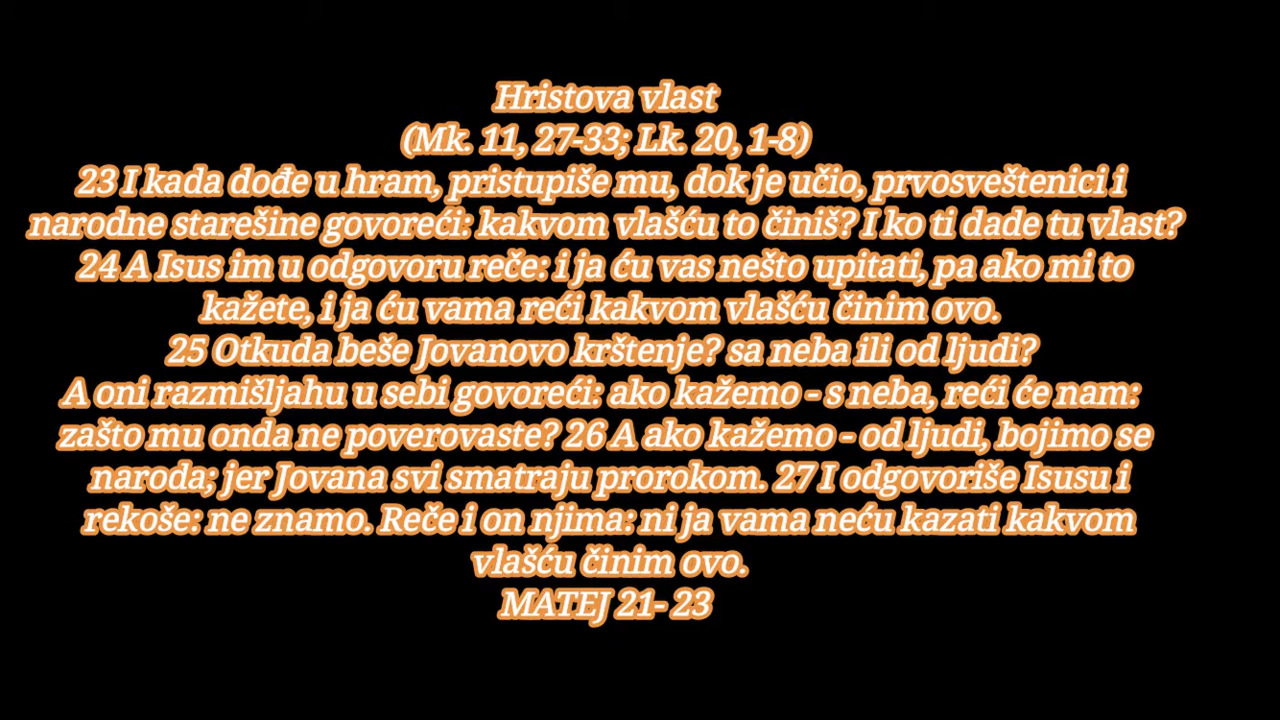 Hristova vlast
(Mk. 11, 27-33; Lk. 20, 1-8)
23 I kada dođe u hram, pristupiše mu, dok je učio, prvosveštenici i
narodne starešine govoreći: kakvom vlašću to činiš? I ko ti dade tu vlast?
24 A Isus im u odgovoru reče: i ja ću vas nešto upitati, pa ako mi to
kažete, i ja ću vama reći kakvom vlašću činim ovo.
25 Otkuda beše Jovanovo krštenje? sa neba ili od ljudi?
A oni razmišljahu u sebi govoreći: ako kažemo - s neba, reći će nam:
zašto mu onda ne poverovaste? 26 A ako kažemo - od ljudi, bojimo se
naroda; jer Jovana svi smatraju prorokom. 27 I odgovoriše Isusu i
rekoše: ne znamo. Reče i on njima: ni ja vama neću kazati kakvom
vlašću činim ovo.
MATEJ 21- 23